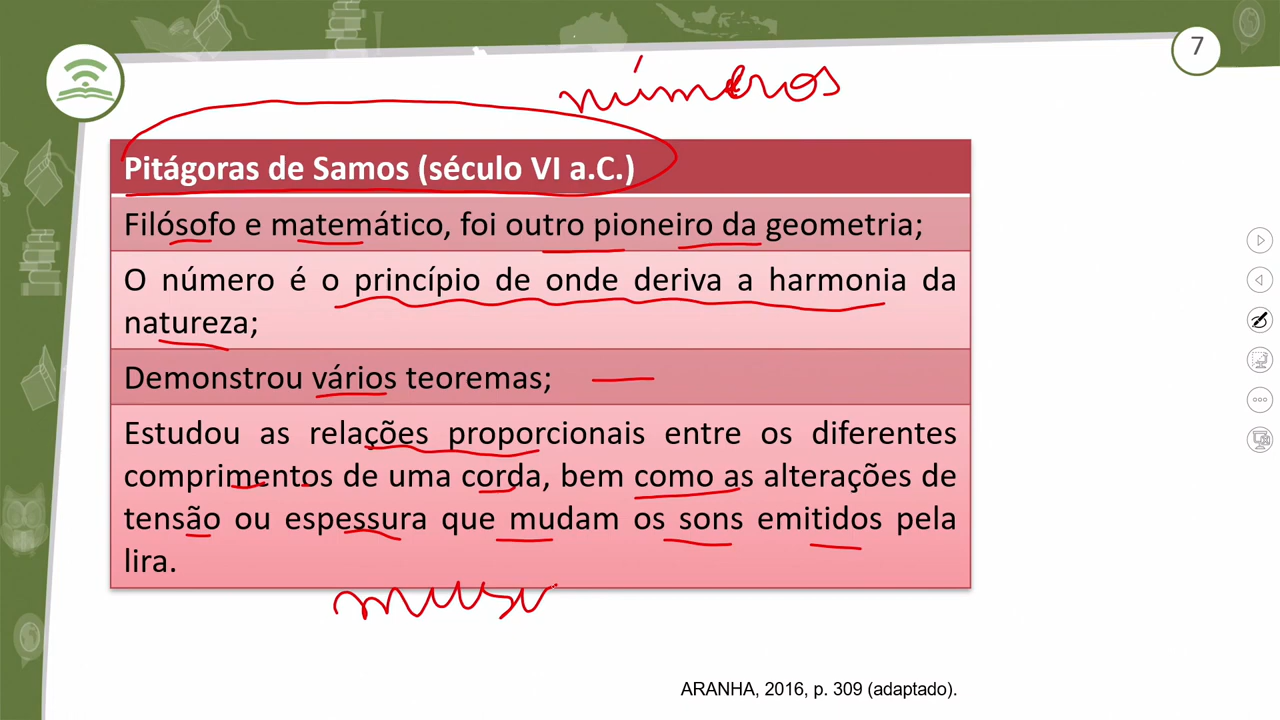 7
números
Pitágoras de Samos (século VI a.C.)
Filósofo e matemático, foi outro pioneiro da geometria;
O número é o princípio de onde deriva a harmonia da
natureza;
Demonstrou vários teoremas;
Estudou as relações proporcionais entre os diferentes
comprimentos de uma corda, bem como as alterações de
tensão ou espessura que mudam os sons emitidos pela
lira.
ARANHA, 2016, p. 309 (adaptado).